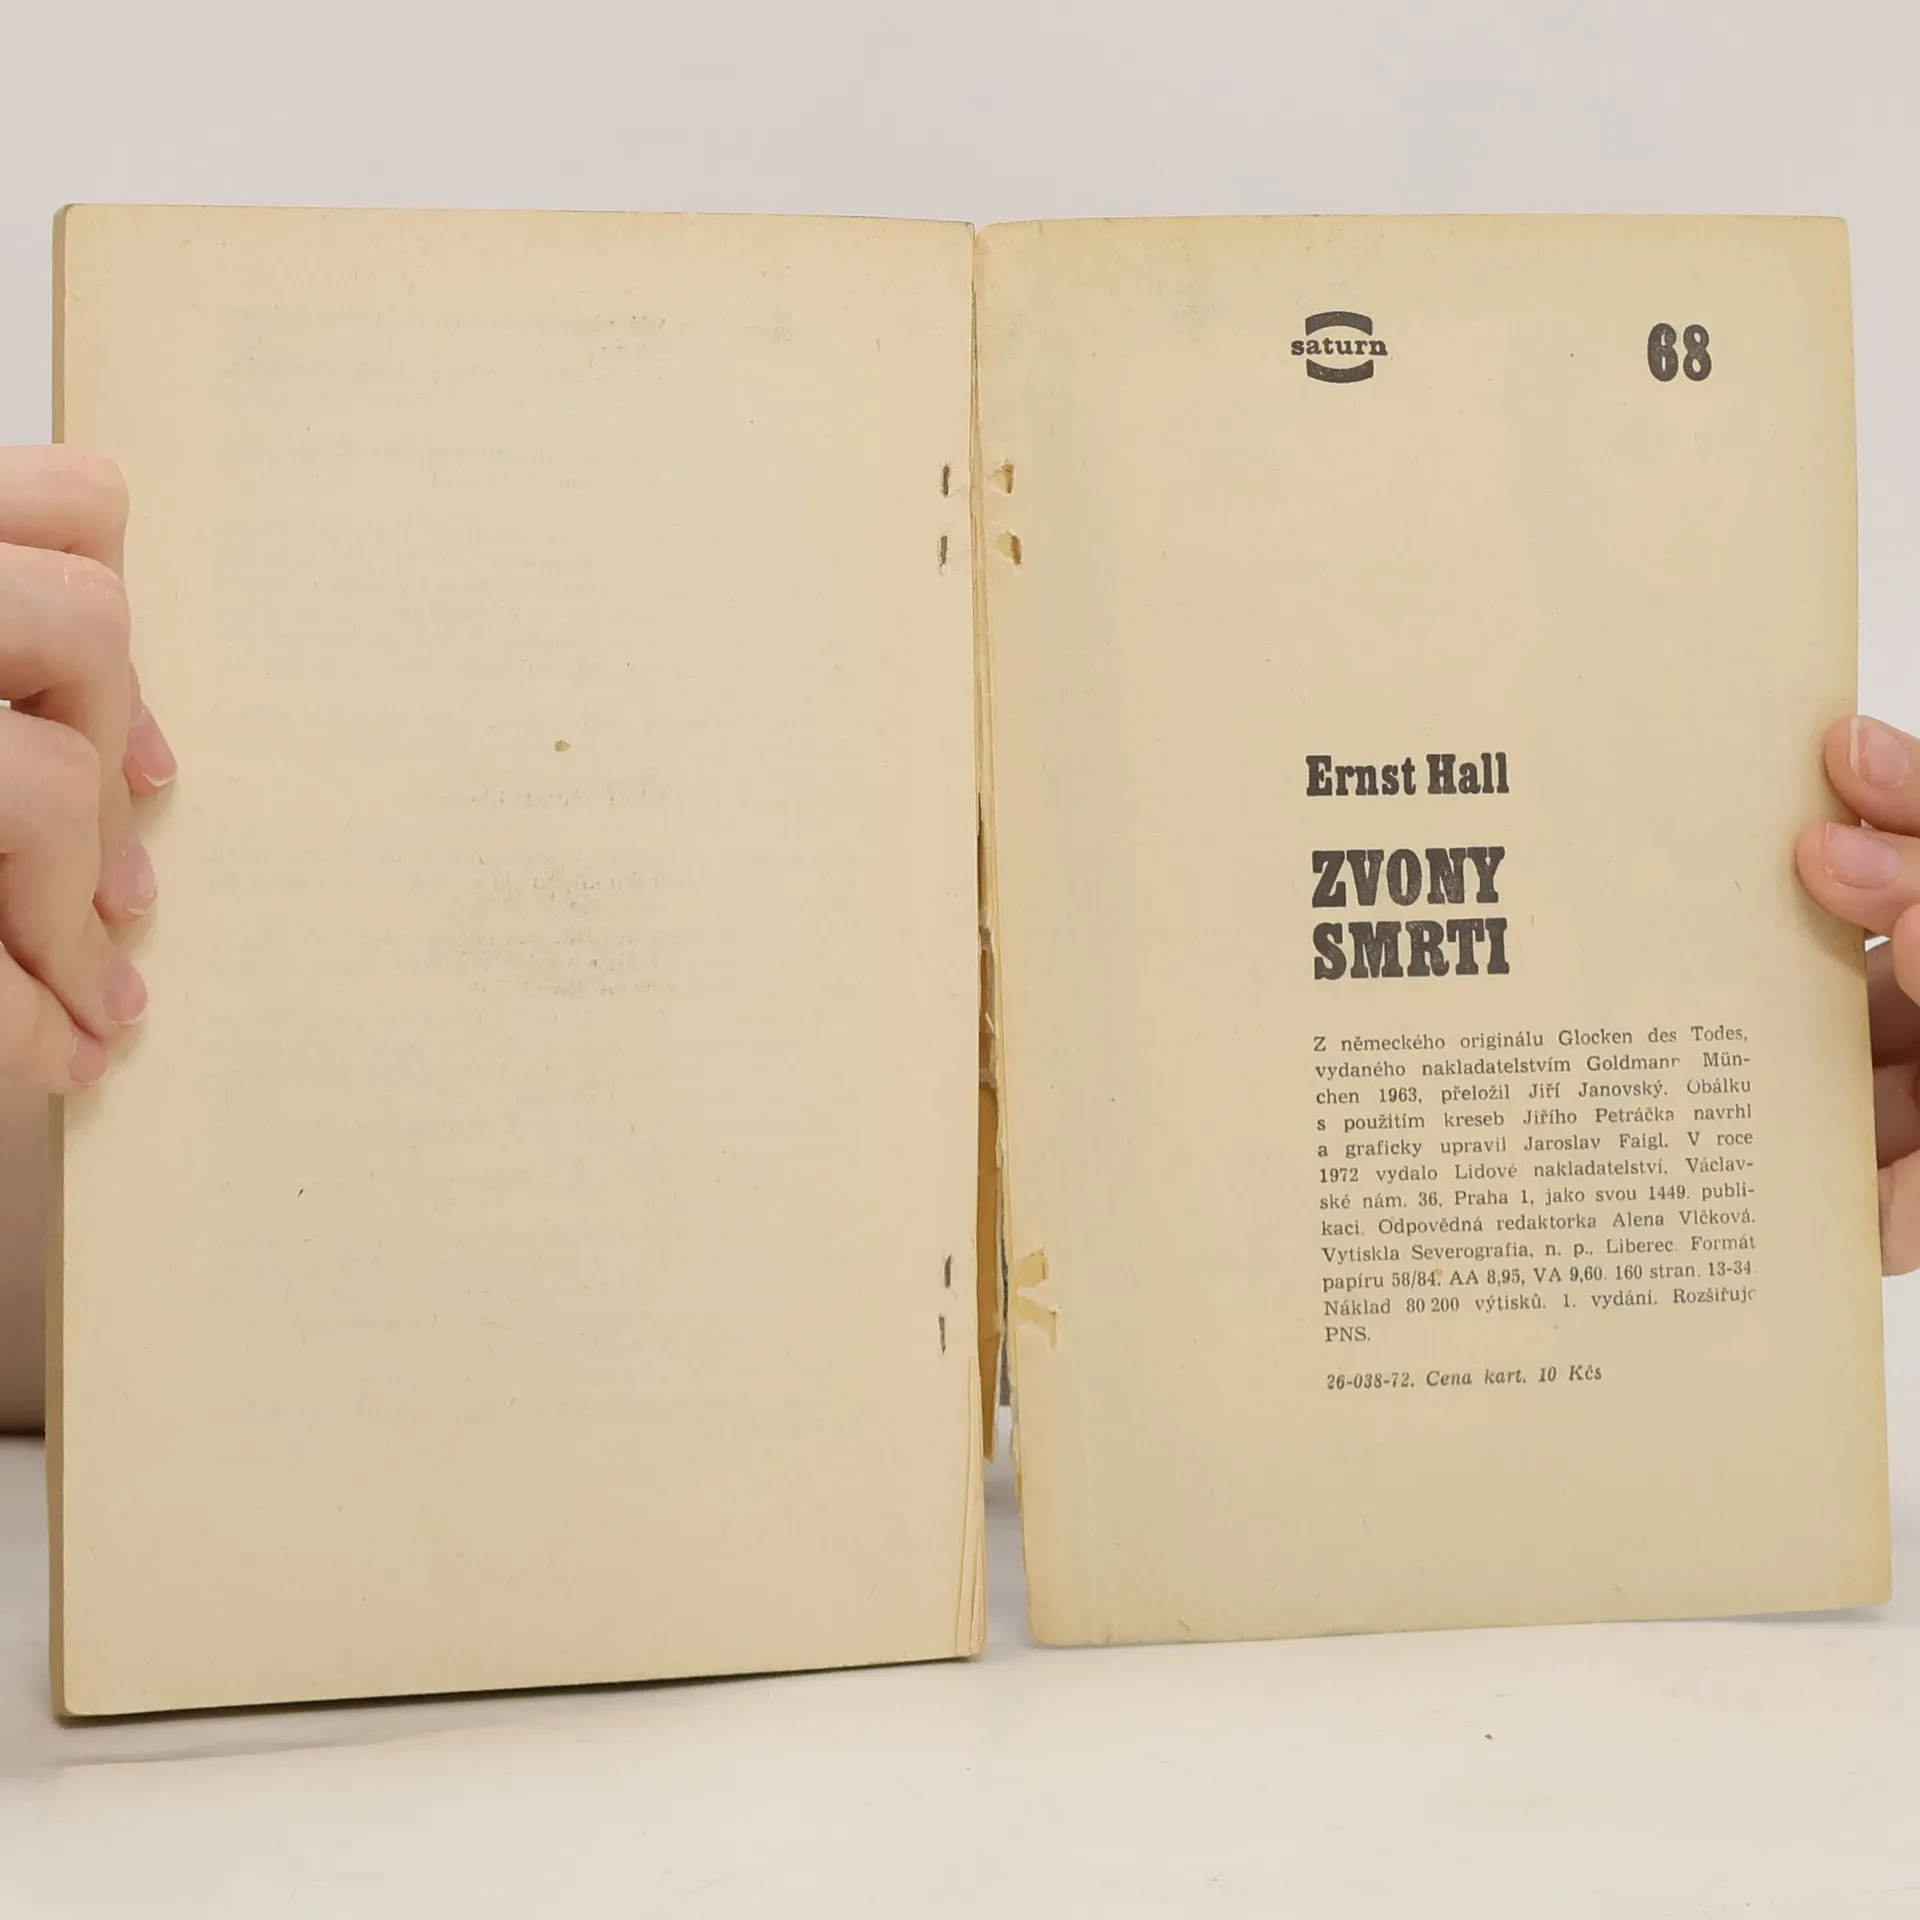 saturn
68
Ernst Hall
ZVONY
SMRTI
Z německého originálu Glocken des Todes,
vydaného nakladatelstvím Goldmann Mün-
chen 1963, přeložil Jiří Janovský. Obálku
s použitím kreseb Jiřího Petráčka navrhl
a graficky upravil Jaroslav Faigl. V roce
1972 vydalo Lidové nakladatelství, Václav-
ské nám. 36, Praha 1, jako svou 1449. publi-
kaci. Odpovědná redaktorka Alena Vlčková.
Vytiskla Severografia, n. p., Liberec. Formát
papíru 58/84. AA 8,95, VA 9,60. 160 stran. 13-34.
Náklad 80 200 výtisků. 1. vydání. Rozšiřuje
PNS.
26-038-72. Cena kart. 10 Kčs